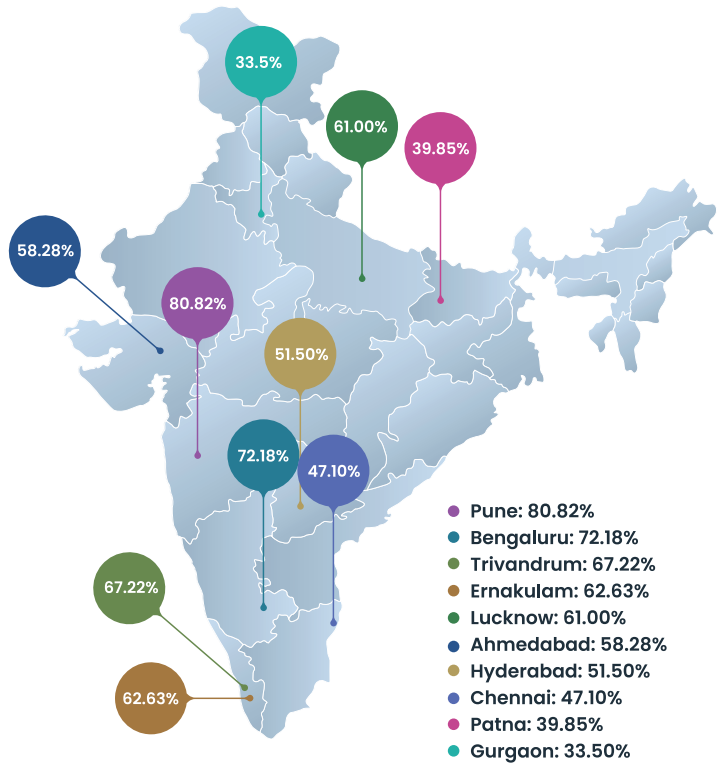 33.5%
61.00%
39.85%
58.28%
80.82%
51.50%
72.18%
47.10%
67.22%
62.63%
Pune: 80.82%
Bengaluru: 72.18%
Trivandrum: 67.22%
Ernakulam: 62.63%
Lucknow: 61.00%
Ahmedabad: 58.28%
Hyderabad: 51.50%
Chennai: 47.10%
Patna: 39.85%
Gurgaon: 33.50%